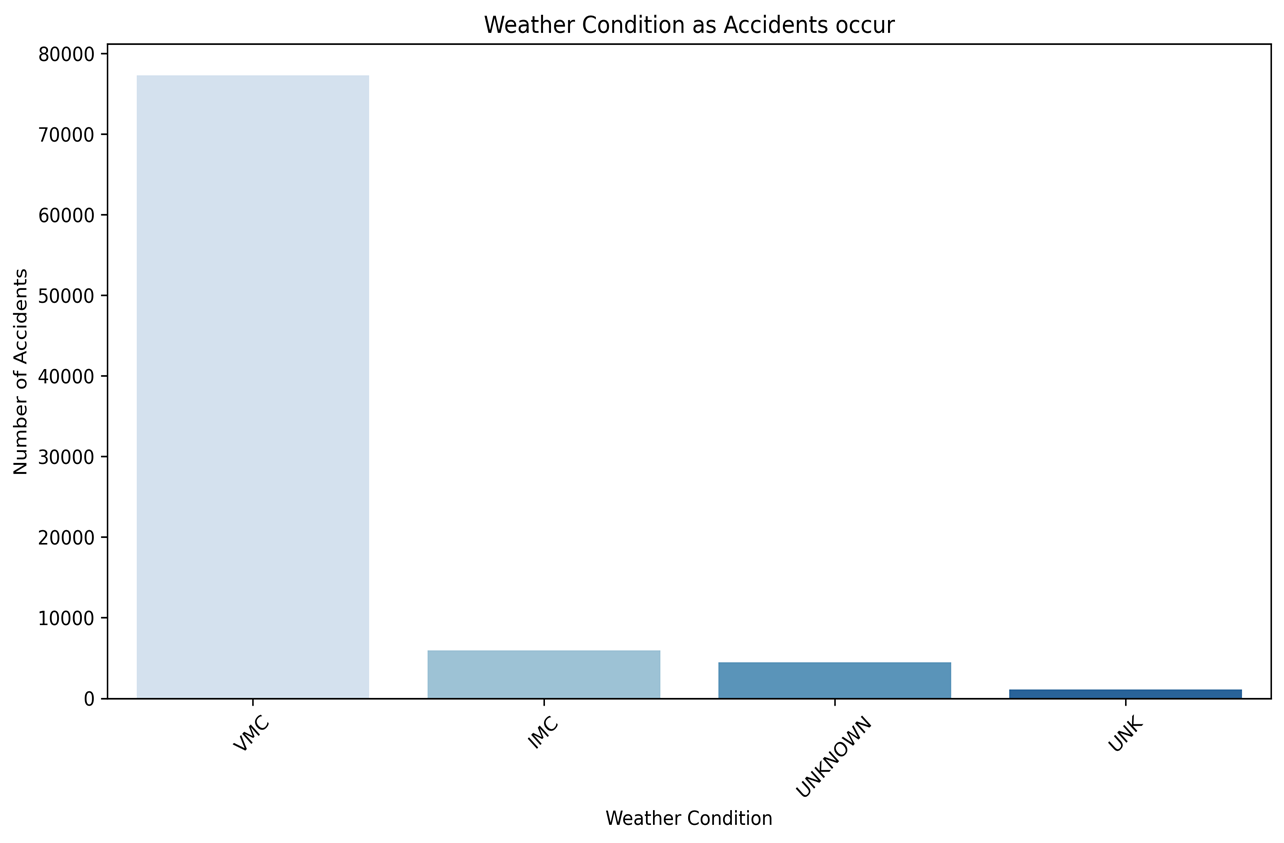 Weather Condition as Accidents occur
Number of Accidents
80000
70000
60000
50000
40000
30000
20000
10000
0
VMC
IMC
UNKNOWN
UNK
Weather Condition